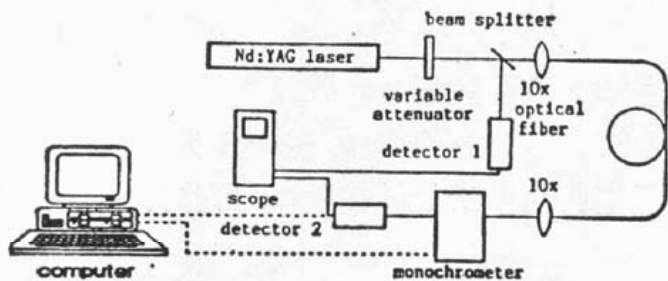 beam splitter
Nd:YAG laser
10x
variable
attenuator
optical
fiber
detector 1
scope
10x
detector 2
computer
monochrometer